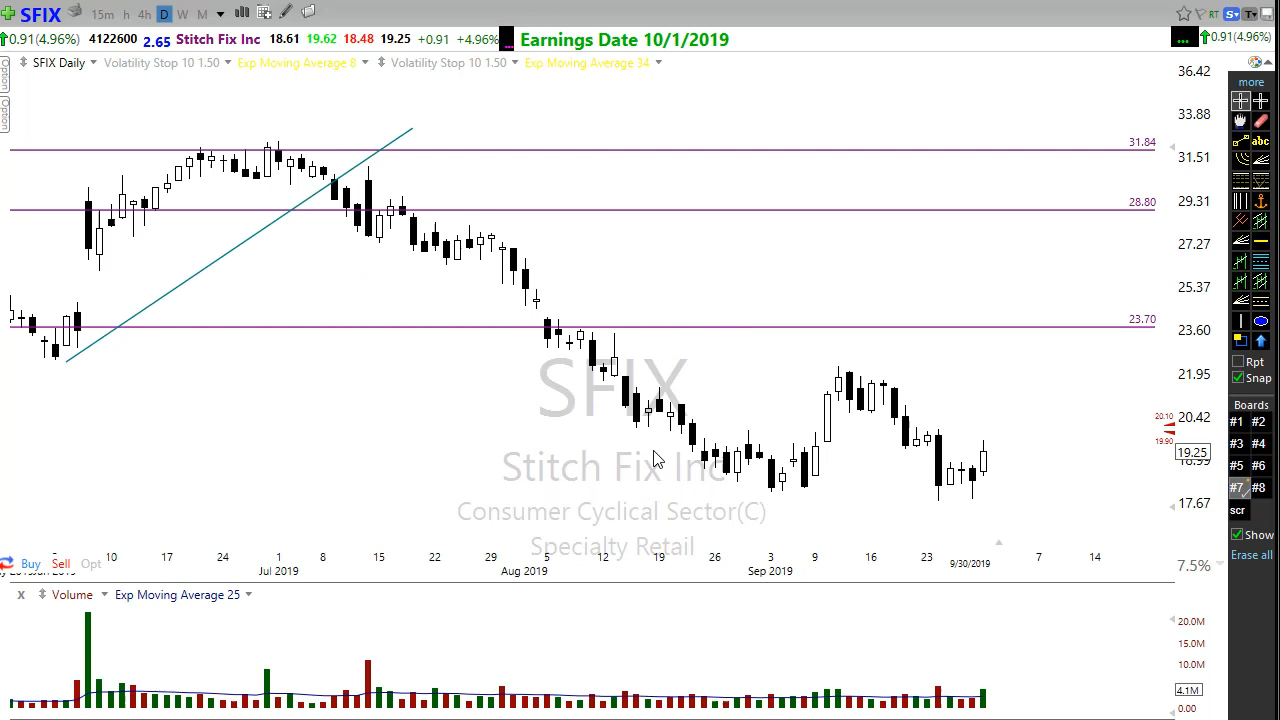 SFIX 15m h 4h D W M RT S T
0.91(4.96%) 4122600 2.65 Stitch Fix Inc 18.61 19.62 18.48 19.25 +0.91 +4.96% ... Earnings Date 10/1/2019 ... 0.91(4.96%)
SFIX Daily Volatility Stop 10 1.50 Exp Moving Average 8 Volatility Stop 10 1.50 Exp Moving Average 34
Option
Option
36.42
33.88
31.84
31.51
29.31
28.80
27.27
25.37
23.70
23.60
21.95
20.42
20.10
19.90
19.25
18.99
17.67
7.5%
SFIX
Stitch Fix Inc
Consumer Cyclical Sector(C)
Specialty Retail
10 17 24 1 8 15 22 29 5 12 19 26 3 9 16 23 7 14
Jul 2019 Aug 2019 Sep 2019 9/30/2019
Buy Sell Opt
X Volume Exp Moving Average 25
20.0M
15.0M
10.0M
4.1M
0.00
more
abc
Rpt
Snap
Boards
#1 #2
#3 #4
#5 #6
#7 #8
scr
Show
Erase all